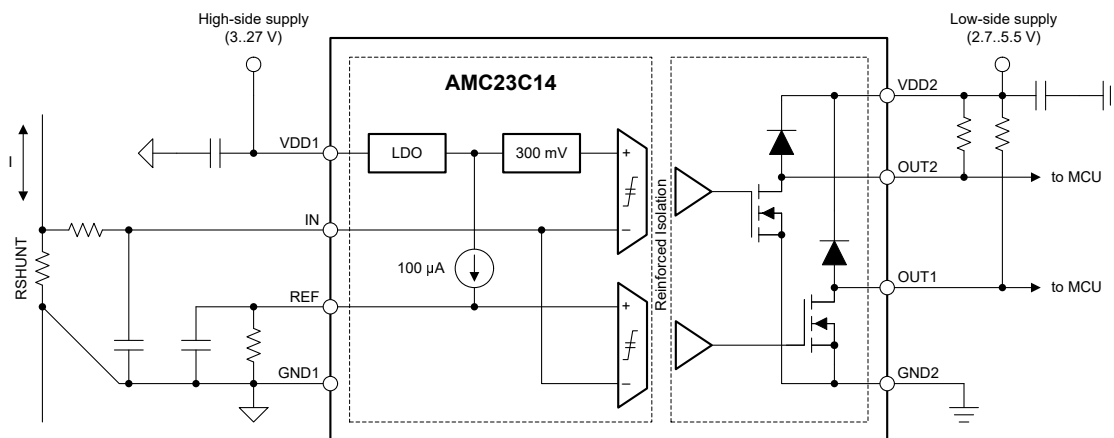 High-side supply
(3..27 V)
Low-side supply
(2.7..5.5 V)
AMC23C14
VDD1
LDO
300 mV
+
−
VDD2
OUT2
to MCU
I
IN
RSHUNT
100 µA
Reinforced Isolation
REF
+
−
OUT1
to MCU
GND1
GND2